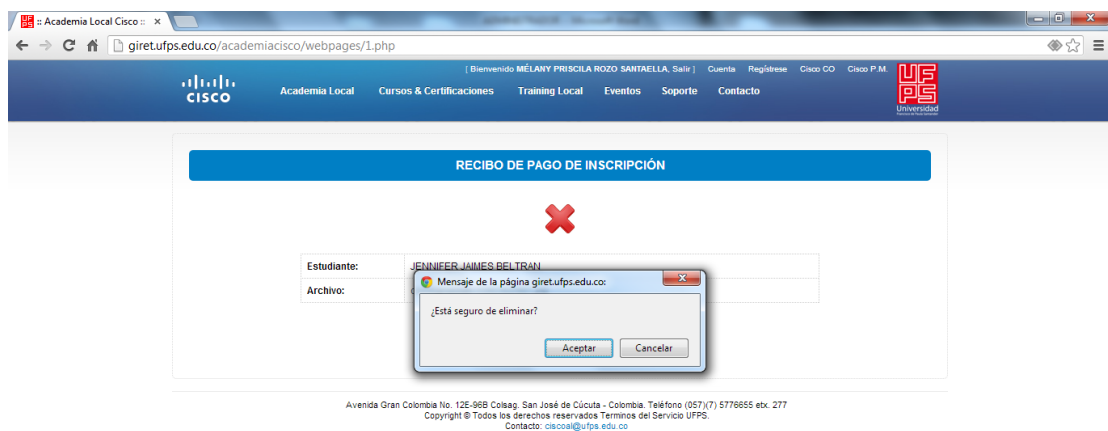 :: Academia Local Cisco ::
giret.ufps.edu.co/academiacisco/webpages/1.php
[ Bienvenido MÉLANY PRISCILA ROZO SANTAELLA, Salir ] Cuenta Regístrese Cisco CO Cisco P.M.
CISCO
Academia Local Cursos & Certificaciones Training Local Eventos Soporte Contacto
UFPS
Universidad
Francisco de Paula Santander
RECIBO DE PAGO DE INSCRIPCIÓN
Estudiante: JENNIFER JAIMES BELTRAN
Archivo:
Mensaje de la página giret.ufps.edu.co:
¿Está seguro de eliminar?
Aceptar Cancelar
Avenida Gran Colombia No. 12E-96B Colsag. San José de Cúcuta - Colombia. Teléfono (057)(7) 5776655 etx. 277
Copyright © Todos los derechos reservados Terminos del Servicio UFPS.
Contacto: ciscoal@ufps.edu.co